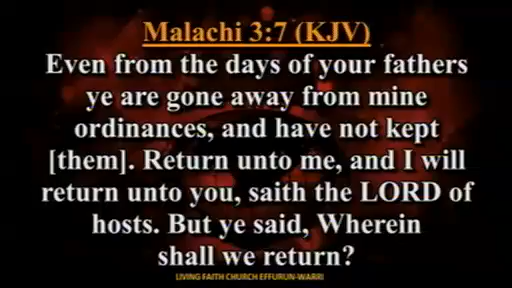 Malachi 3:7 (KJV)
Even from the days of your fathers
ye are gone away from mine
ordinances, and have not kept
[them]. Return unto me, and I will
return unto you, saith the LORD of
hosts. But ye said, Wherein
shall we return?
LIVING FAITH CHURCH EFFURUN-WARRI